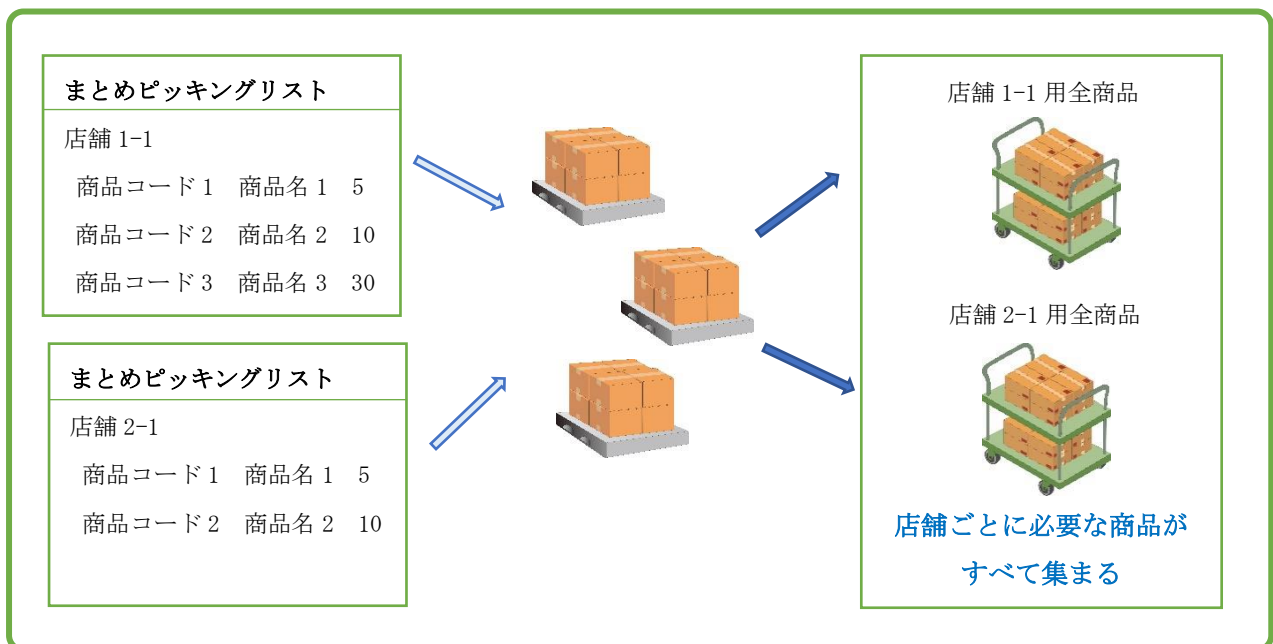 まとめピッキングリスト
店舗 1-1
商品コード 1 商品名 1 5
商品コード 2 商品名 2 10
商品コード 3 商品名 3 30
まとめピッキングリスト
店舗 2-1
商品コード 1 商品名 1 5
商品コード 2 商品名 2 10
店舗 1-1 用全商品
店舗 2-1 用全商品
店舗ごとに必要な商品が
すべて集まる